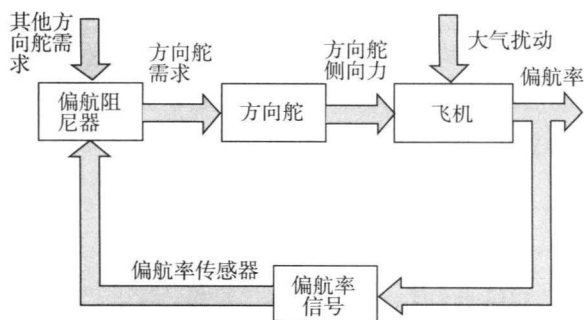 其他方
向舵需
求
方向舵
需求
方向舵
侧向力
大气扰动
偏航率
偏航阻
尼器
方向舵
飞机
偏航率传感器
偏航率
信号